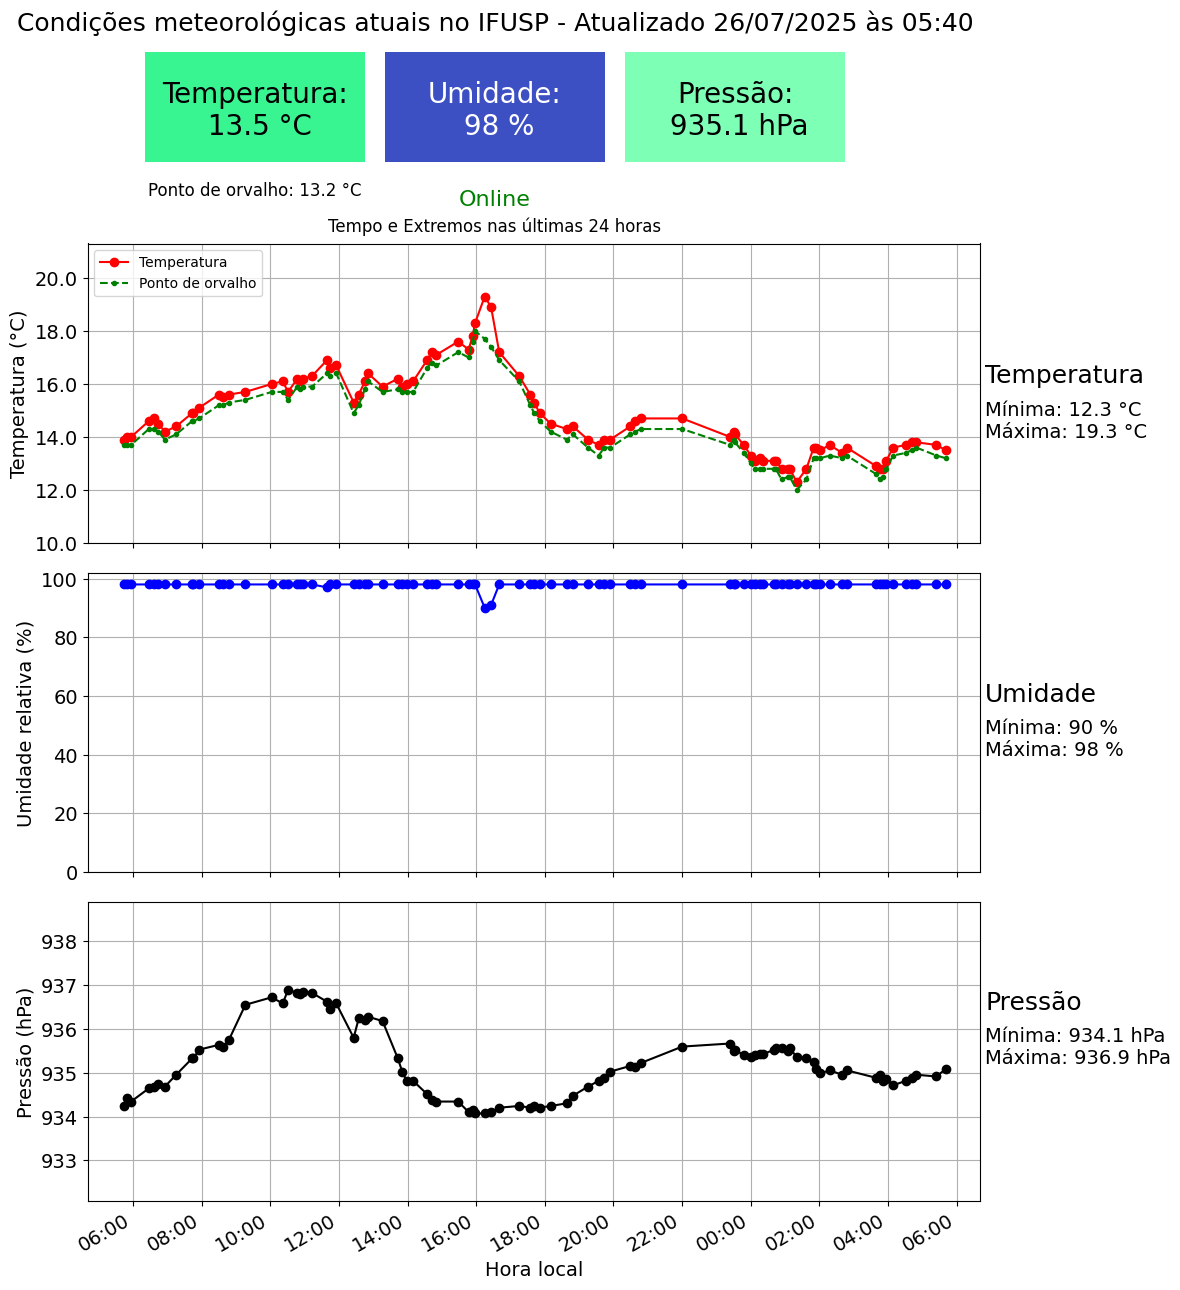 Condições meteorológicas atuais no IFUSP - Atualizado 26/07/2025 às 05:40
Temperatura:
13.5 °C
Umidade:
98 %
Pressão:
935.1 hPa
Ponto de orvalho: 13.2 °C
Online
Tempo e Extremos nas últimas 24 horas
Temperatura
Ponto de orvalho
Temperatura (°C)
20.0
18.0
16.0
14.0
12.0
10.0
Temperatura
Mínima: 12.3 °C
Máxima: 19.3 °C
Umidade relativa (%)
100
80
60
40
20
0
Umidade
Mínima: 90 %
Máxima: 98 %
Pressão (hPa)
938
937
936
935
934
933
Pressão
Mínima: 934.1 hPa
Máxima: 936.9 hPa
06:00 08:00 10:00 12:00 14:00 16:00 18:00 20:00 22:00 00:00 02:00 04:00 06:00
Hora local